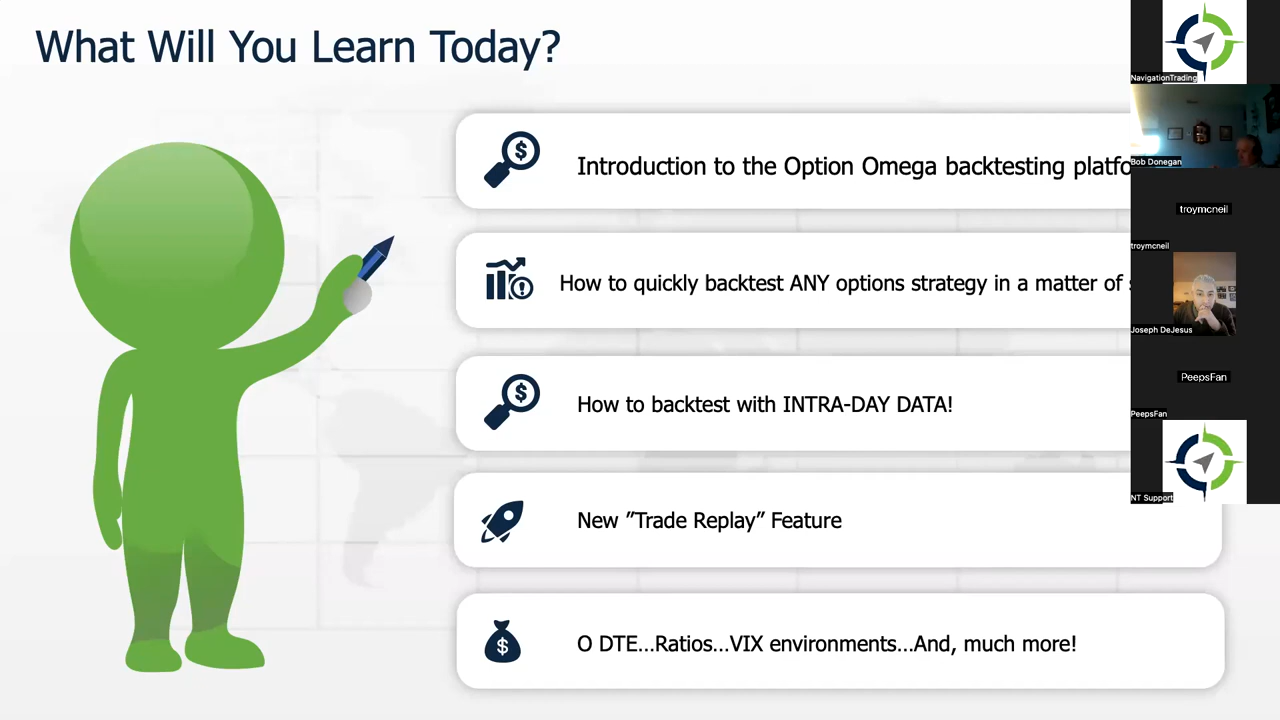 What Will You Learn Today?
Introduction to the Option Omega backtesting
How to quickly backtest ANY options strategy in a matter of
How to backtest with INTRA-DAY DATA!
New ”Trade Replay” Feature
O DTE...Ratios...VIX environments...And, much more!
NavigationTrading
Bob Donegan
troymcneil
troymcneil
Joseph DeJesus
PeepsFan
PeepsFan
NT Support